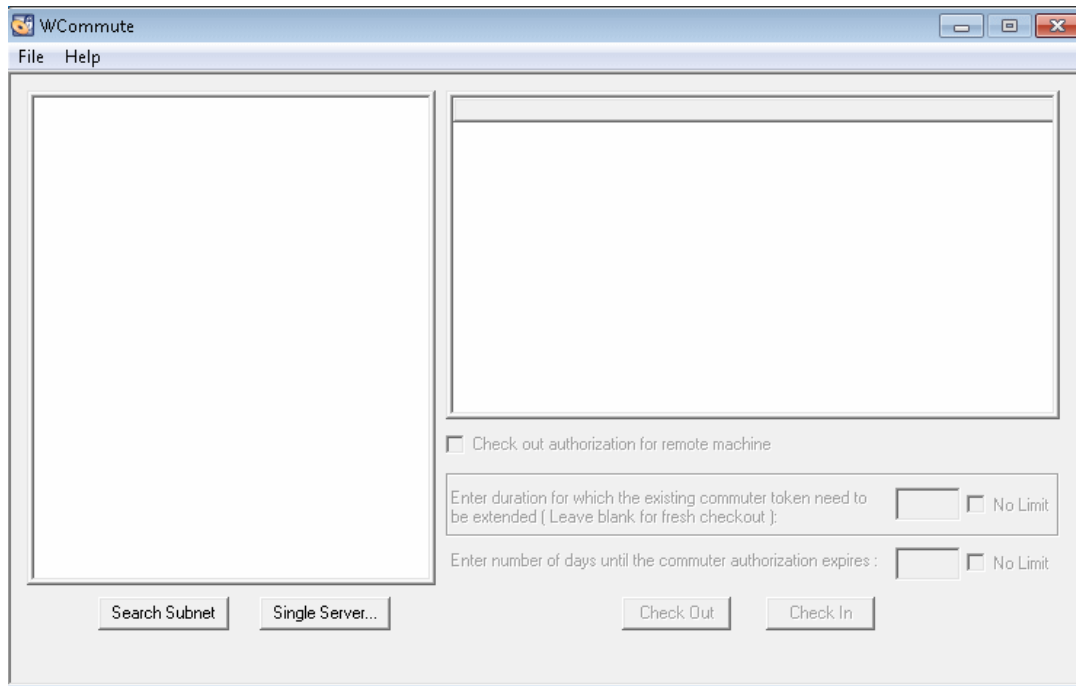 WCommute
File Help
Check out authorization for remote machine
Enter duration for which the existing commuter token need to
be extended ( Leave blank for fresh checkout ):
No Limit
Enter number of days until the commuter authorization expires :
No Limit
Search Subnet
Single Server...
Check Out
Check In